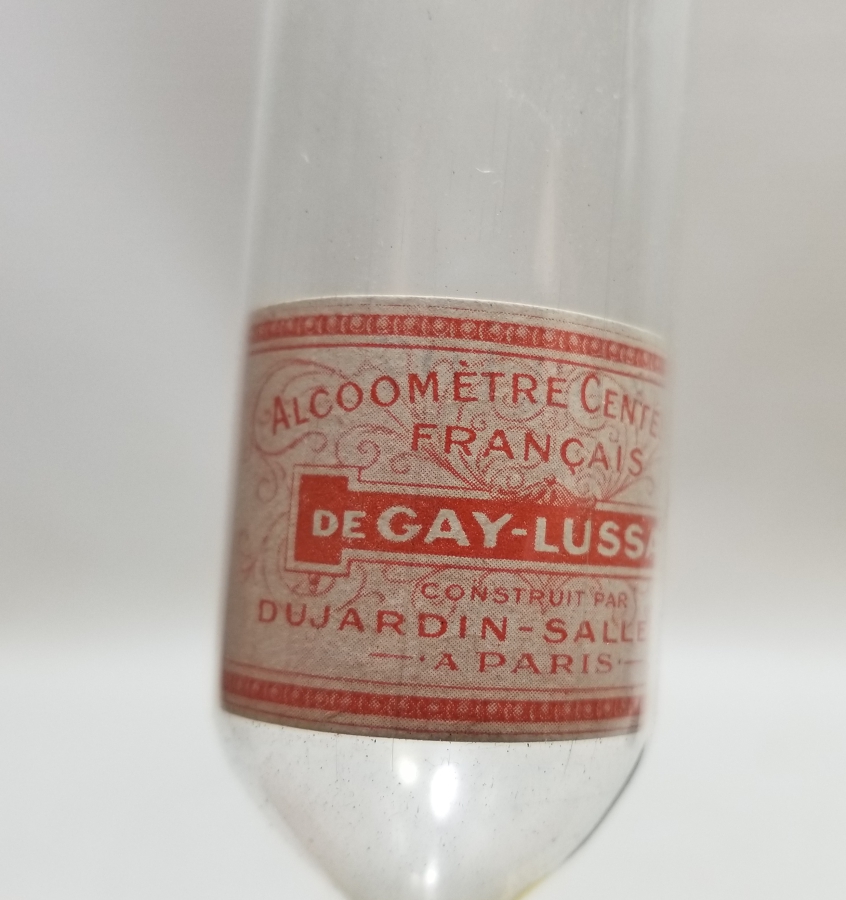 ALCOOMÈTRE CENTE
FRANÇAIS
DE GAY-LUSSA
CONSTRUIT PAR
DUJARDIN-SALLE
A PARIS